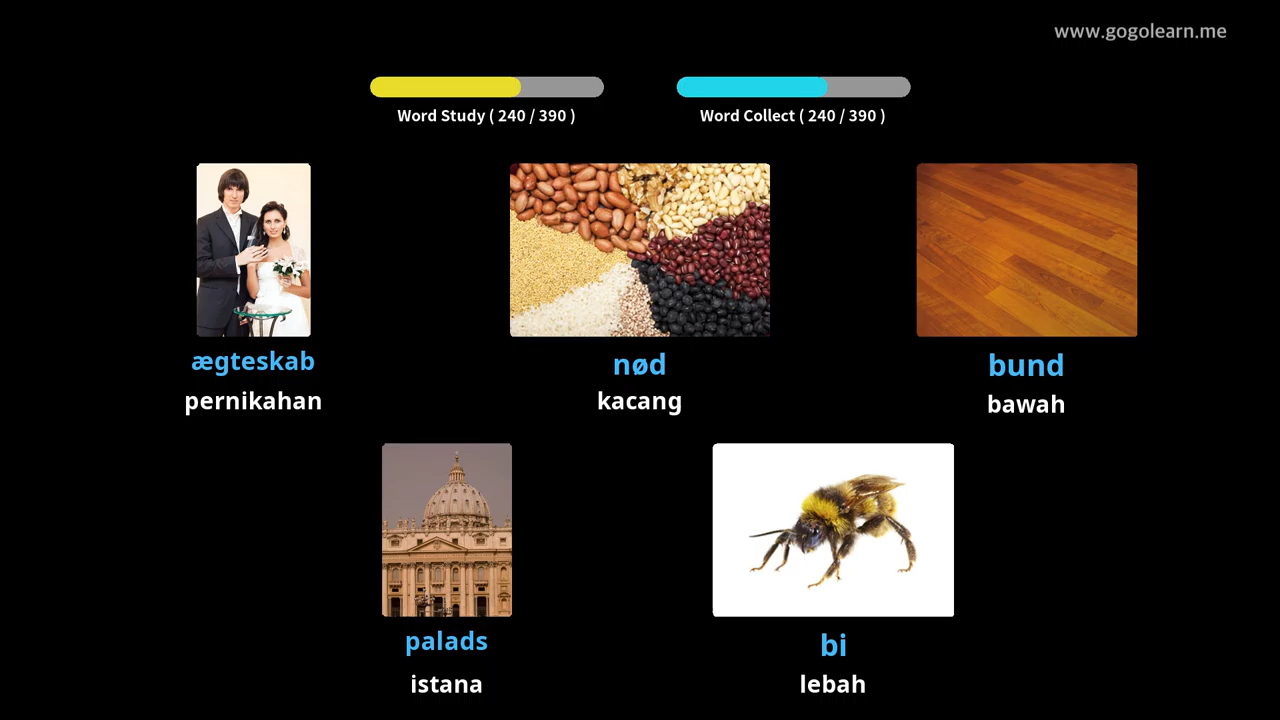 www.gogolearn.me
Word Study ( 240 / 390 )
Word Collect ( 240 / 390 )
ægteskab
pernikahan
nød
kacang
bund
bawah
palads
istana
bi
lebah